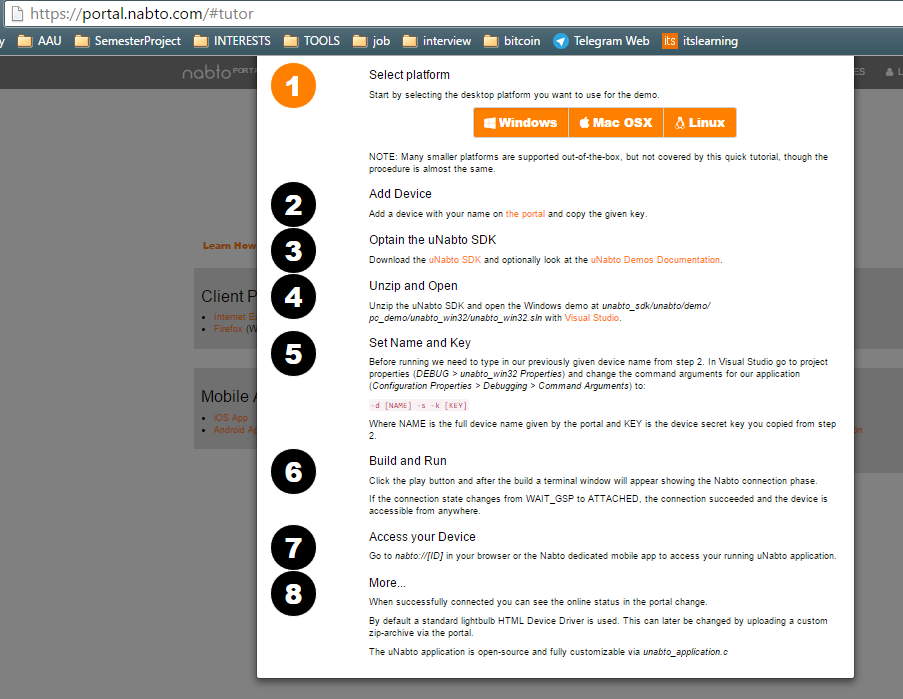 https://portal.nabto.com/#tutor
y AAU SemesterProject INTERESTS TOOLS job interview bitcoin Telegram Web its itslearning
nabto PORT
ES L
1
Select platform
Start by selecting the desktop platform you want to use for the demo.
Windows Mac OSX Linux
NOTE: Many smaller platforms are supported out-of-the-box, but not covered by this quick tutorial, though the
procedure is almost the same.
2
Add Device
Add a device with your name on the portal and copy the given key.
3
Optain the uNabto SDK
Download the uNabto SDK and optionally look at the uNabto Demos Documentation.
4
Unzip and Open
Unzip the uNabto SDK and open the Windows demo at unabto_sdk/unabto/demo/
pc_demo/unabto_win32/unabto_win32.sln with Visual Studio.
5
Set Name and Key
Before running we need to type in our previously given device name from step 2. In Visual Studio go to project
properties (DEBUG > unabto_win32 Properties) and change the command arguments for our application
(Configuration Properties > Debugging > Command Arguments) to:
-d [NAME] -s -k [KEY]
Where NAME is the full device name given by the portal and KEY is the device secret key you copied from step
2.
6
Build and Run
Click the play button and after the build a terminal window will appear showing the Nabto connection phase.
If the connection state changes from WAIT_GSP to ATTACHED, the connection succeeded and the device is
accessible from anywhere.
7
Access your Device
Go to nabto://[ID] in your browser or the Nabto dedicated mobile app to access your running uNabto application.
8
More...
When successfully connected you can see the online status in the portal change.
By default a standard lightbulb HTML Device Driver is used. This can later be changed by uploading a custom
zip-archive via the portal.
The uNabto application is open-source and fully customizable via unabto_application.c
Learn How
Client P
Internet Ex
Firefox (W
Mobile A
iOS App
Android Ap
on